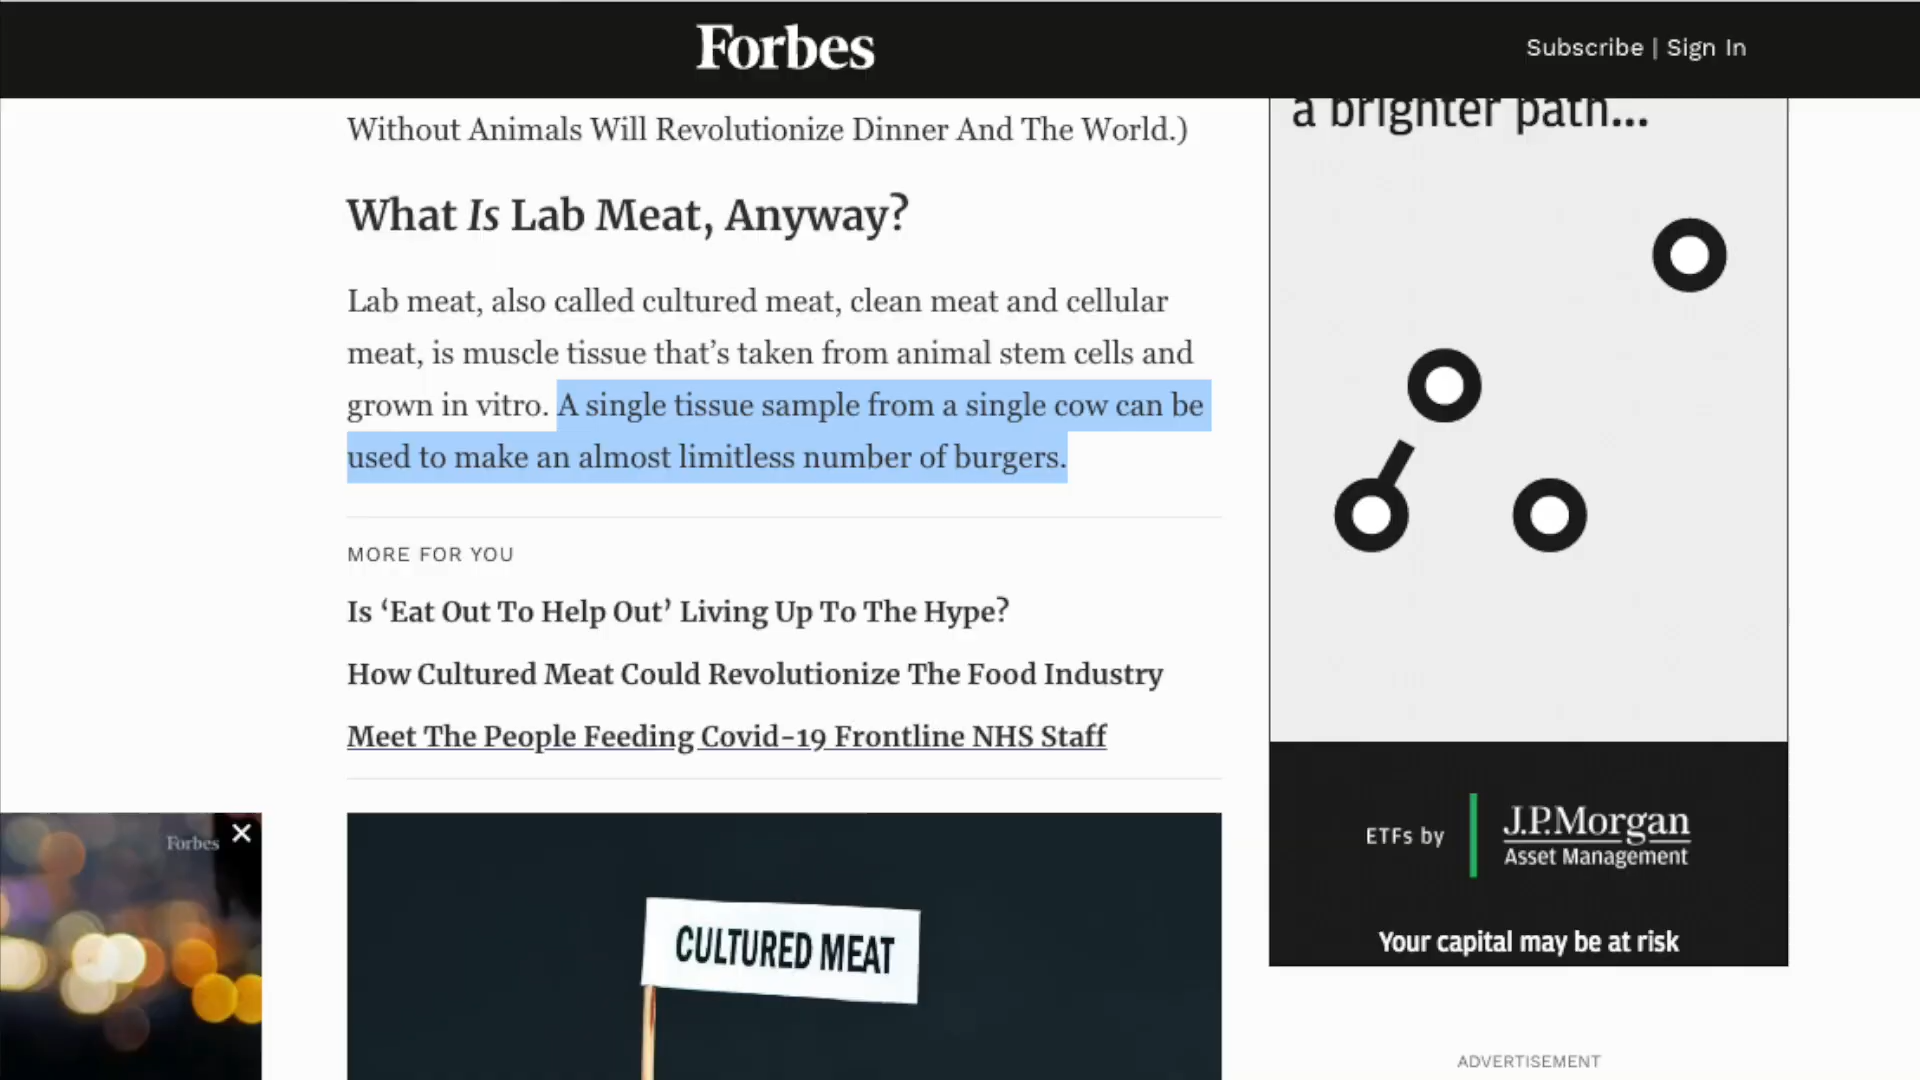 Forbes
Subscribe | Sign In
Without Animals Will Revolutionize Dinner And The World.)
What Is Lab Meat, Anyway?
Lab meat, also called cultured meat, clean meat and cellular
meat, is muscle tissue that’s taken from animal stem cells and
grown in vitro. A single tissue sample from a single cow can be
used to make an almost limitless number of burgers.
MORE FOR YOU
Is ‘Eat Out To Help Out’ Living Up To The Hype?
How Cultured Meat Could Revolutionize The Food Industry
Meet The People Feeding Covid-19 Frontline NHS Staff
Forbes
CULTURED MEAT
a brighter path...
ETFs by
J.P.Morgan
Asset Management
Your capital may be at risk
ADVERTISEMENT